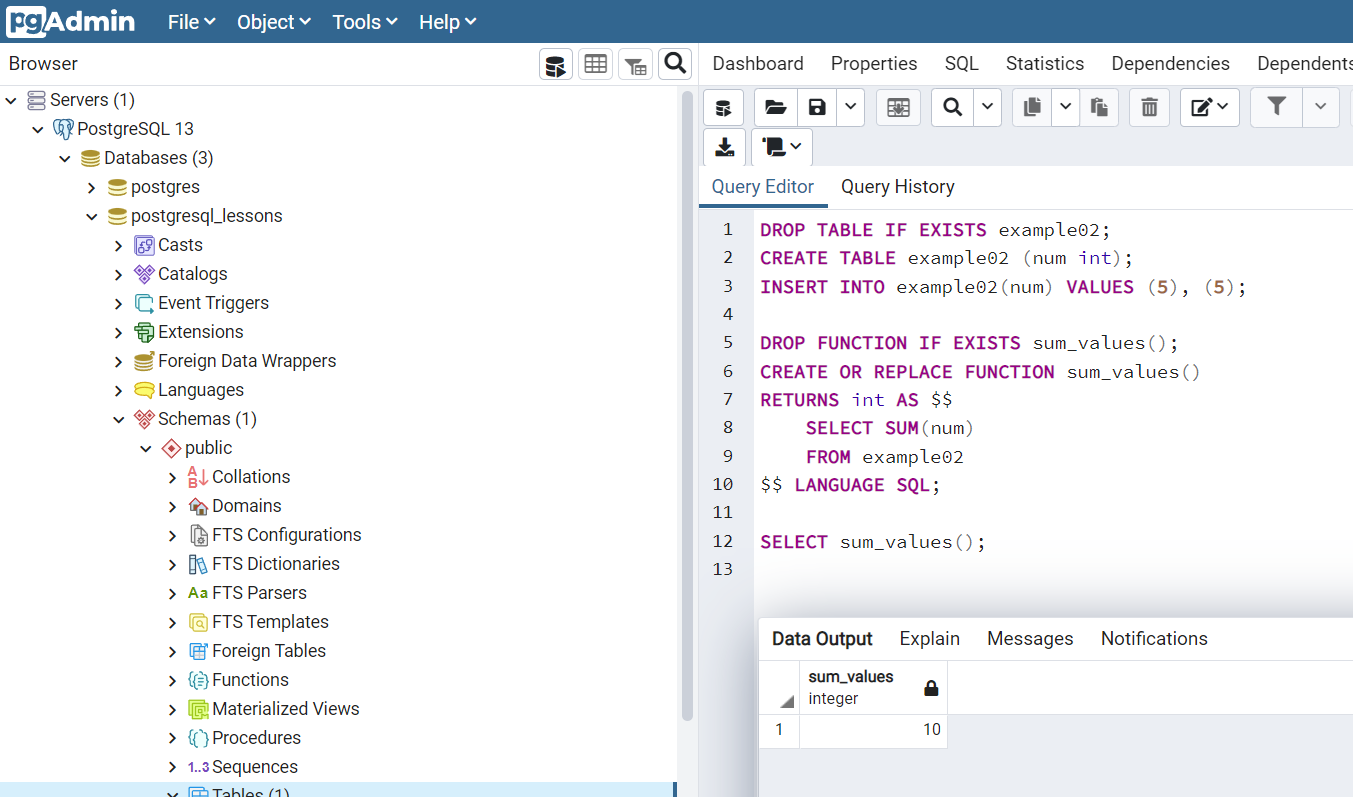 pgAdmin File Object Tools Help
Browser
Servers (1)
PostgreSQL 13
Databases (3)
postgres
postgresql_lessons
Casts
Catalogs
Event Triggers
Extensions
Foreign Data Wrappers
Languages
Schemas (1)
public
Collations
Domains
FTS Configurations
FTS Dictionaries
Aa FTS Parsers
FTS Templates
Foreign Tables
Functions
Materialized Views
Procedures
1..3 Sequences
Tables (1)
Dashboard Properties SQL Statistics Dependencies Dependents
Query Editor Query History
1 DROP TABLE IF EXISTS example02;
2 CREATE TABLE example02 (num int);
3 INSERT INTO example02(num) VALUES (5), (5);
4
5 DROP FUNCTION IF EXISTS sum_values();
6 CREATE OR REPLACE FUNCTION sum_values()
7 RETURNS int AS $$
8 SELECT SUM(num)
9 FROM example02
10 $$ LANGUAGE SQL;
11
12 SELECT sum_values();
13
Data Output Explain Messages Notifications
sum_values
integer
1 10